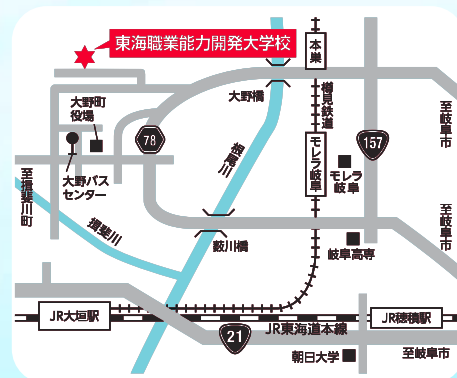 東海職業能力開発大学校
本巣
樽見鉄道
大野橋
大野町
役場
78
157
至岐阜市
根尾川
モレラ岐阜
モレラ
岐阜
大野バス
センター
至揖斐川町
揖斐川
藪川橋
至岐阜市
岐阜高専
JR大垣駅
21
JR東海道本線
JR穂積駅
朝日大学
至岐阜市